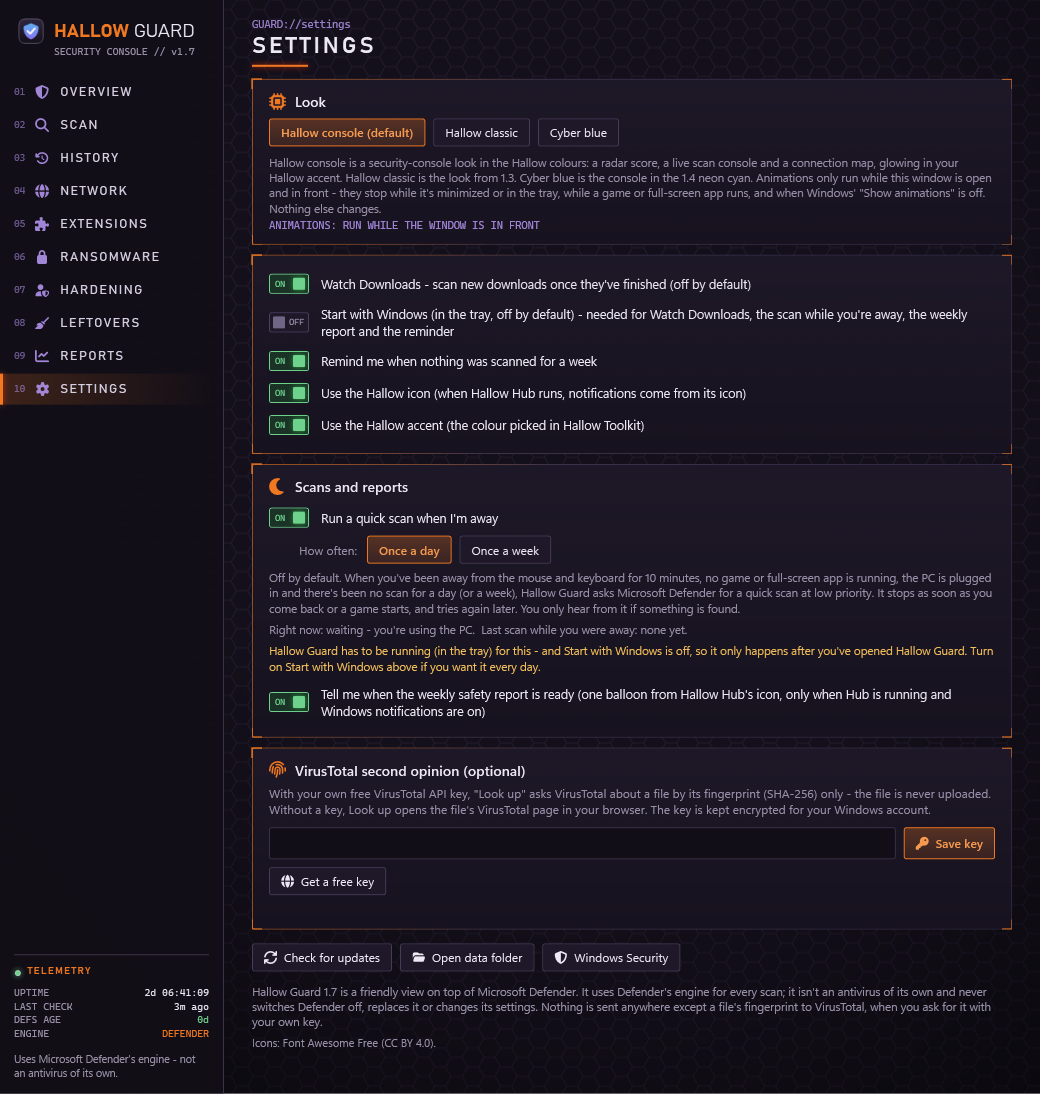 HALLOW GUARD
SECURITY CONSOLE // v1.7
01 OVERVIEW
02 SCAN
03 HISTORY
04 NETWORK
05 EXTENSIONS
06 RANSOMWARE
07 HARDENING
08 LEFTOVERS
09 REPORTS
10 SETTINGS
TELEMETRY
UPTIME 2d 06:41:09
LAST CHECK 3m ago
DEFS AGE 0d
ENGINE DEFENDER
Uses Microsoft Defender's engine - not
an antivirus of its own.
GUARD://settings
SETTINGS
Look
Hallow console (default) Hallow classic Cyber blue
Hallow console is a security-console look in the Hallow colours: a radar score, a live scan console and a connection map, glowing in your
Hallow accent. Hallow classic is the look from 1.3. Cyber blue is the console in the 1.4 neon cyan. Animations only run while this window is open
and in front - they stop while it's minimized or in the tray, while a game or full-screen app runs, and when Windows' "Show animations" is off.
Nothing else changes.
ANIMATIONS: RUN WHILE THE WINDOW IS IN FRONT
ON Watch Downloads - scan new downloads once they've finished (off by default)
OFF Start with Windows (in the tray, off by default) - needed for Watch Downloads, the scan while you're away, the weekly
report and the reminder
ON Remind me when nothing was scanned for a week
ON Use the Hallow icon (when Hallow Hub runs, notifications come from its icon)
ON Use the Hallow accent (the colour picked in Hallow Toolkit)
Scans and reports
ON Run a quick scan when I'm away
How often: Once a day Once a week
Off by default. When you've been away from the mouse and keyboard for 10 minutes, no game or full-screen app is running, the PC is plugged
in and there's been no scan for a day (or a week), Hallow Guard asks Microsoft Defender for a quick scan at low priority. It stops as soon as you
come back or a game starts, and tries again later. You only hear from it if something is found.
Right now: waiting - you're using the PC. Last scan while you were away: none yet.
Hallow Guard has to be running (in the tray) for this - and Start with Windows is off, so it only happens after you've opened Hallow Guard. Turn
on Start with Windows above if you want it every day.
ON Tell me when the weekly safety report is ready (one balloon from Hallow Hub's icon, only when Hub is running and
Windows notifications are on)
VirusTotal second opinion (optional)
With your own free VirusTotal API key, "Look up" asks VirusTotal about a file by its fingerprint (SHA-256) only - the file is never uploaded.
Without a key, Look up opens the file's VirusTotal page in your browser. The key is kept encrypted for your Windows account.
Save key
Get a free key
Check for updates Open data folder Windows Security
Hallow Guard 1.7 is a friendly view on top of Microsoft Defender. It uses Defender's engine for every scan; it isn't an antivirus of its own and never
switches Defender off, replaces it or changes its settings. Nothing is sent anywhere except a file's fingerprint to VirusTotal, when you ask for it with
your own key.
Icons: Font Awesome Free (CC BY 4.0).